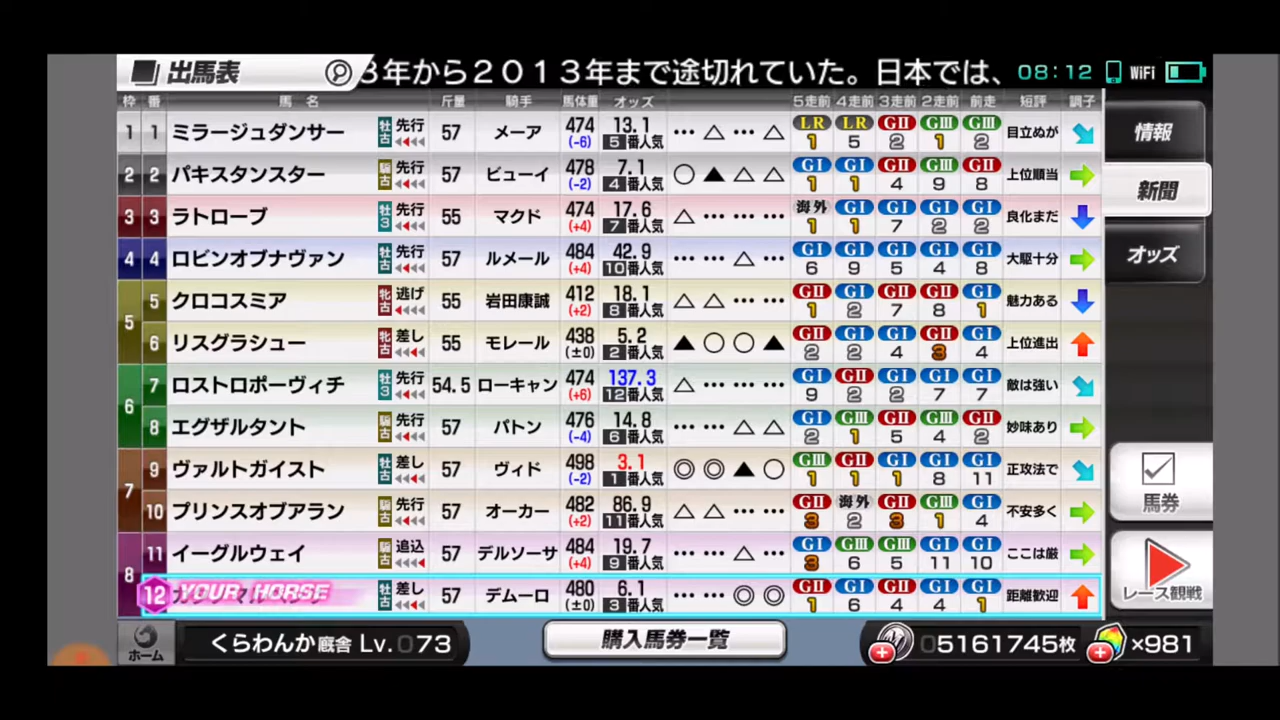 出馬表 3年から2013年まで途切れていた。日本では、 08:12 WiFi
枠 番 馬名 斤量 騎手 馬体量 オッズ 5走前 4走前 3走前 2走前 前走 短評 調子
1 1 ミラージュダンサー 牡古 先行 57 メーア 474 (-6) 13.1 5番人気 … △ … △ LR 1 LR 5 GII 2 GIII 1 GIII 2 目立ぬが
2 2 パキスタンスター 騸古 先行 57 ビューイ 478 (-2) 7.1 4番人気 ○ ▲ △ △ GI 1 GI 1 GII 4 GIII 9 GII 8 上位順当
3 3 ラトローブ 牡3 先行 55 マクド 474 (+4) 17.6 7番人気 △ … … … 海外 1 GI 1 GI 7 GI 2 GI 2 良化まだ
4 4 ロビンオブナヴァン 牡古 先行 57 ルメール 484 (+4) 42.9 10番人気 … … △ … GI 6 GI 9 GI 5 GI 4 GI 8 大駆十分
5 5 クロコスミア 牝古 逃げ 55 岩田康誠 412 (+2) 18.1 8番人気 △ △ … … GII 1 GI 2 GII 7 GII 8 GI 1 魅力ある
6 リスグラシュー 牝古 差し 55 モレール 438 (±0) 5.2 2番人気 ▲ ○ ○ ▲ GII 2 GI 2 GI 4 GII 3 GI 4 上位進出
6 7 ロストロポーヴィチ 牡3 先行 54.5 ローキャン 474 (+6) 137.3 12番人気 △ … … … GI 9 GII 2 GI 2 GI 7 GI 7 敵は強い
8 エグザルタント 騸古 先行 57 パトン 476 (-4) 14.8 6番人気 … … △ △ GI 2 GIII 1 GII 5 GIII 4 GII 2 妙味あり
7 9 ヴァルトガイスト 牡古 差し 57 ヴィド 498 (-2) 3.1 1番人気 ◎ ◎ ▲ ○ GIII 1 GII 1 GI 1 GI 8 GI 11 正攻法で
10 プリンスオブアラン 騸古 先行 57 オーカー 482 (+2) 86.9 11番人気 △ △ … … GII 3 海外 2 GII 3 GIII 1 GI 4 不安多く
8 11 イーグルウェイ 騸古 追込 57 デルソーサ 484 (+4) 19.7 9番人気 … … △ … GI 3 GIII 6 GIII 5 GI 11 GI 10 ここは厳
12 YOUR HORSE 牡古 差し 57 デムーロ 480 (±0) 6.1 3番人気 … … ◎ ◎ GII 1 GI 6 GII 4 GII 4 GI 1 距離歓迎
情報
新聞
オッズ
馬券
レース観戦
ホーム くらわんか厩舎 Lv.073 購入馬券一覧 05161745枚 ×981